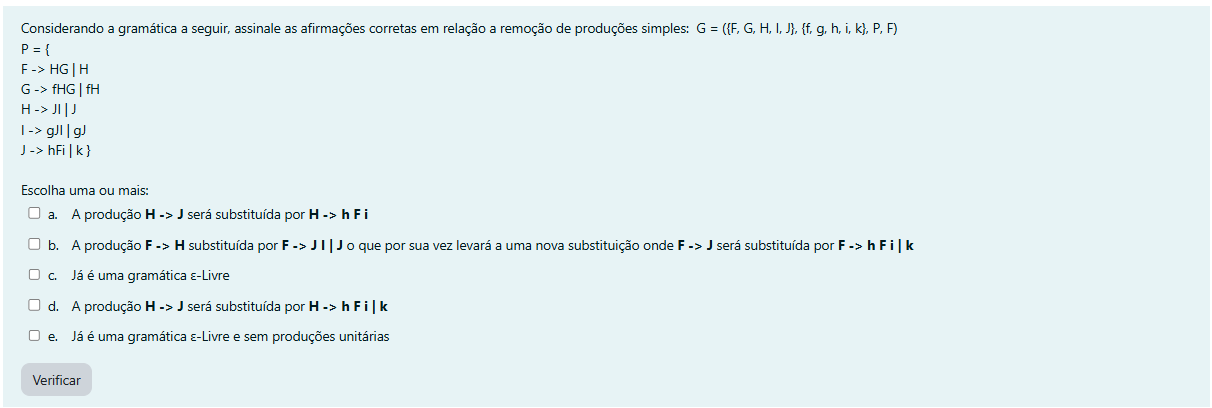 Considerando a gramática a seguir, assinale as afirmações corretas em relação a remoção de produções simples:  G = ({F, G, H, I, J}, {f, g, h, i, k}, P, F)
P = {
F -> HG | H
G -> fHG | fH
H -> JI | J
I -> gJI | gJ
J -> hFi | k }
Escolha uma ou mais:
a. A produção H -> J será substituída por H -> h F i
b. A produção F -> H substituída por F -> J I | J o que por sua vez levará a uma nova substituição onde F -> J será substituída por F -> h F i | k
c. Já é uma gramática ε-Livre
d. A produção H -> J será substituída por H -> h F i | k
e. Já é uma gramática ε-Livre e sem produções unitárias
Verificar